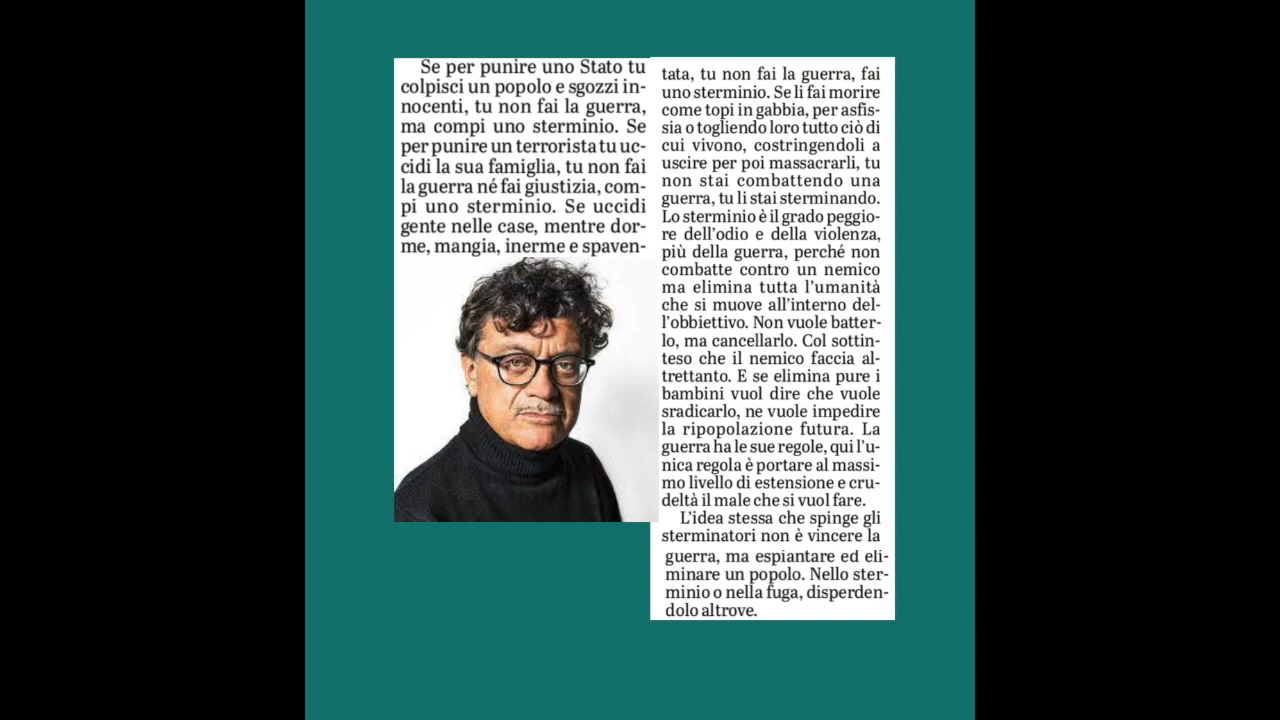 Se per punire uno Stato tu
colpisci un popolo e sgozzi in-
nocenti, tu non fai la guerra,
ma compi uno sterminio. Se
per punire un terrorista tu uc-
cidi la sua famiglia, tu non fai
la guerra né fai giustizia, com-
pi uno sterminio. Se uccidi
gente nelle case, mentre dor-
me, mangia, inerme e spaven-
tata, tu non fai la guerra, fai
uno sterminio. Se li fai morire
come topi in gabbia, per asfis-
sia o togliendo loro tutto ciò di
cui vivono, costringendoli a
uscire per poi massacrarli, tu
non stai combattendo una
guerra, tu li stai sterminando.
Lo sterminio è il grado peggio-
re dell'odio e della violenza,
più della guerra, perché non
combatte contro un nemico
ma elimina tutta l'umanità
che si muove all'interno del-
l'obbiettivo. Non vuole batter-
lo, ma cancellarlo. Col sottin-
teso che il nemico faccia al-
trettanto. E se elimina pure i
bambini vuol dire che vuole
sradicarlo, ne vuole impedire
la ripopolazione futura. La
guerra ha le sue regole, qui l'u-
nica regola è portare al massi-
mo livello di estensione e cru-
deltà il male che si vuol fare.
L'idea stessa che spinge gli
sterminatori non è vincere la
guerra, ma espiantare ed eli-
minare un popolo. Nello ster-
minio o nella fuga, disperden-
dolo altrove.